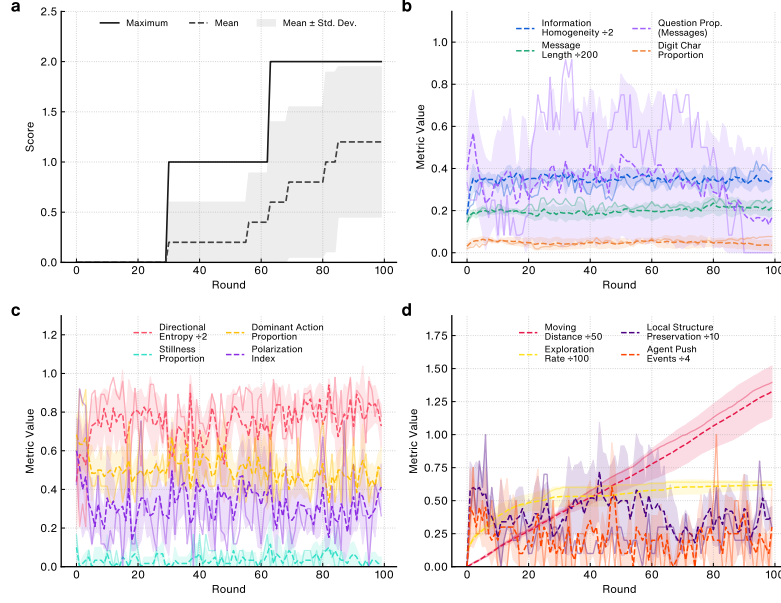 a
Maximum
Mean
Mean ± Std. Dev.
2.5
2.0
1.5
1.0
0.5
0.0
Score
0
20
40
60
80
100
Round
b
Information
Homogeneity ÷2
Message
Length ÷200
Question Prop.
(Messages)
Digit Char
Proportion
1.0
0.8
0.6
0.4
0.2
0.0
Metric Value
0
20
40
60
80
100
Round
c
Directional
Entropy ÷2
Stillness
Proportion
Dominant Action
Proportion
Polarization
Index
1.2
1.0
0.8
0.6
0.4
0.2
0.0
Metric Value
0
20
40
60
80
100
Round
d
Moving
Distance ÷50
Exploration
Rate ÷100
Local Structure
Preservation ÷10
Agent Push
Events ÷4
1.75
1.50
1.25
1.00
0.75
0.50
0.25
0.00
Metric Value
0
20
40
60
80
100
Round